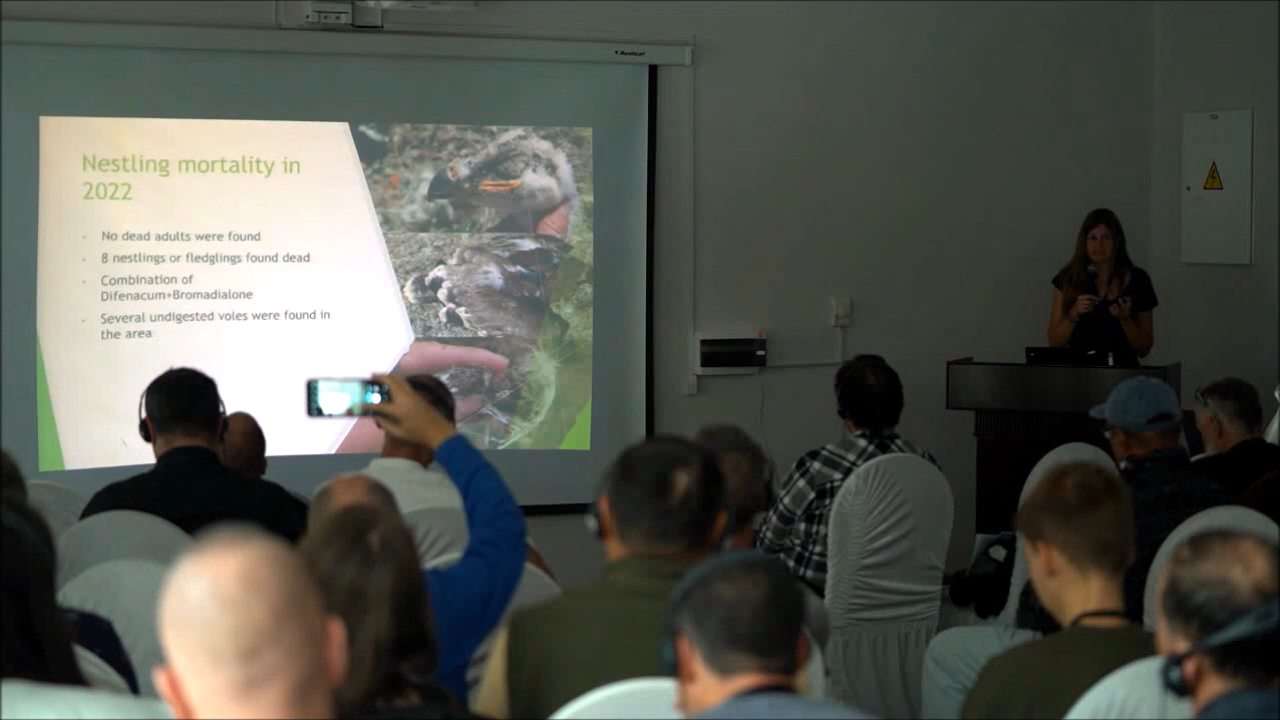 Nestling mortality in
2022
No dead adults were found
8 nestlings or fledglings found dead
Combination of
Difenacum+Bromadialone
Several undigested voles were found in
the area